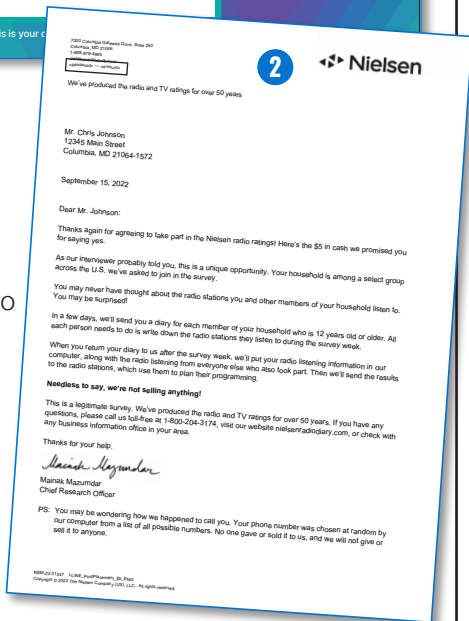 is is your
7000 Columbia Gateway Drive, Suite 200
Columbia, MD 21046
We've produced the radio and TV ratings for over 50 years
2
Nielsen
Mr. Chris Johnson
12345 Main Street
Columbia, MD 21064-1572
September 15, 2022
Dear Mr. Johnson:
Thanks again for agreeing to take part in the Nielsen radio ratings! Here's the $5 in cash we promised you
for saying yes.
As our interviewer probably told you, this is a unique opportunity. Your household is among a select group
across the U.S. we've asked to join in the survey.
You may never have thought about the radio stations you and other members of your household listen to.
You may be surprised!
O
In a few days, we'll send you a diary for each member of your household who is 12 years old or older. All
each person needs to do is write down the radio stations they listen to during the survey week.
When you return your diary to us after the survey week, we'll put your radio listening information in our
computer, along with the radio listening from everyone else who also took part. Then we'll send the results
to the radio stations, which use them to plan their programming.
Needless to say, we're not selling anything!
This is a legitimate survey. We've produced the radio and TV ratings for over 50 years. If you have any
questions, please call us toll-free at 1-800-204-3174, visit our website nielsenradiodiary.com, or check with
any business information office in your area.
Thanks for your help.
Mainak Mazumdar
Mainak Mazumdar
Chief Research Officer
PS: You may be wondering how we happened to call you. Your phone number was chosen at random by
our computer from a list of all possible numbers. No one gave or sold it to us, and we will not give or
sell it to anyone.
Copyright © 2022 The Nielsen Company (US), LLC. All rights reserved.